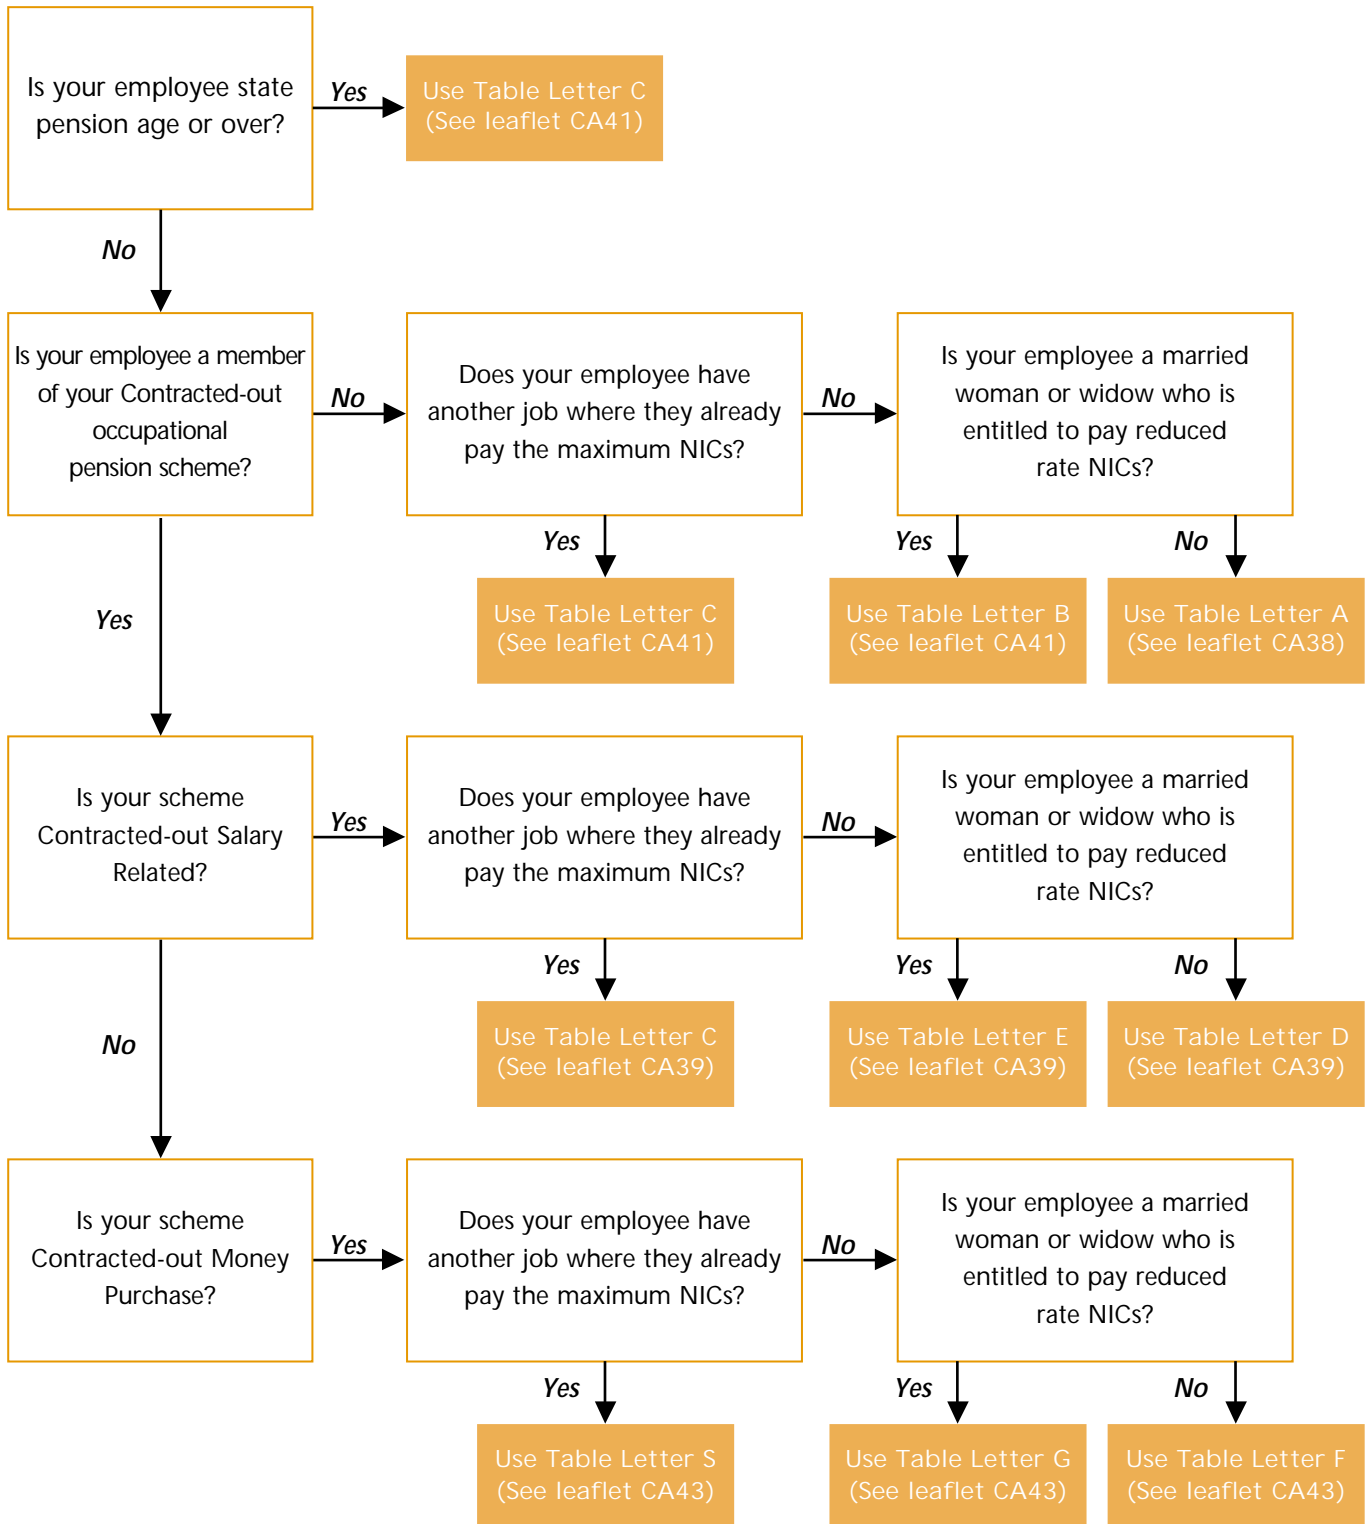 Is your employee state
pension age or over?
Yes
Use Table Letter C
(See leaflet CA41)
No
Is your employee a member
of your Contracted-out
occupational
pension scheme?
No
Does your employee have
another job where they already
pay the maximum NICs?
No
Is your employee a married
woman or widow who is
entitled to pay reduced
rate NICs?
Yes
Yes
No
Use Table Letter C
(See leaflet CA41)
Use Table Letter B
(See leaflet CA41)
Use Table Letter A
(See leaflet CA38)
Yes
Is your scheme
Contracted-out Salary
Related?
Yes
Does your employee have
another job where they already
pay the maximum NICs?
No
Is your employee a married
woman or widow who is
entitled to pay reduced
rate NICs?
Yes
Yes
No
Use Table Letter C
(See leaflet CA39)
Use Table Letter E
(See leaflet CA39)
Use Table Letter D
(See leaflet CA39)
No
Is your scheme
Contracted-out Money
Purchase?
Yes
Does your employee have
another job where they already
pay the maximum NICs?
No
Is your employee a married
woman or widow who is
entitled to pay reduced
rate NICs?
Yes
Yes
No
Use Table Letter S
(See leaflet CA43)
Use Table Letter G
(See leaflet CA43)
Use Table Letter F
(See leaflet CA43)